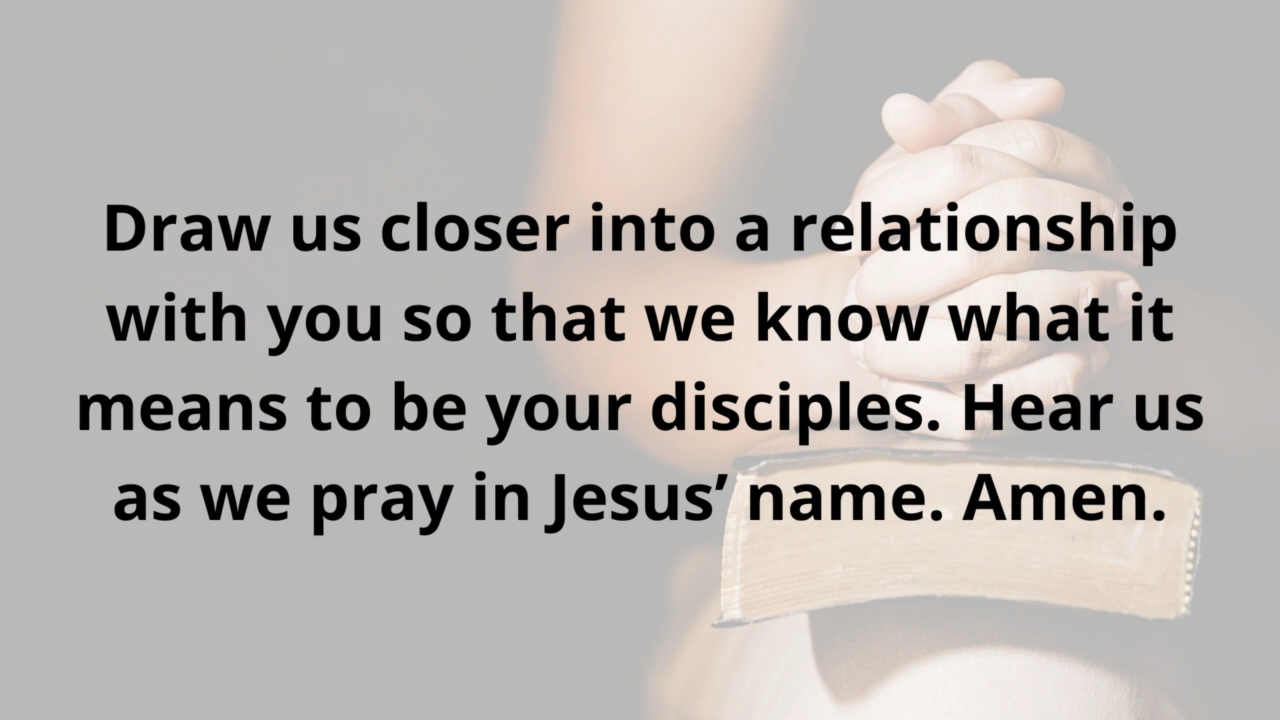 Draw us closer into a relationship
with you so that we know what it
means to be your disciples. Hear us
as we pray in Jesus’ name. Amen.